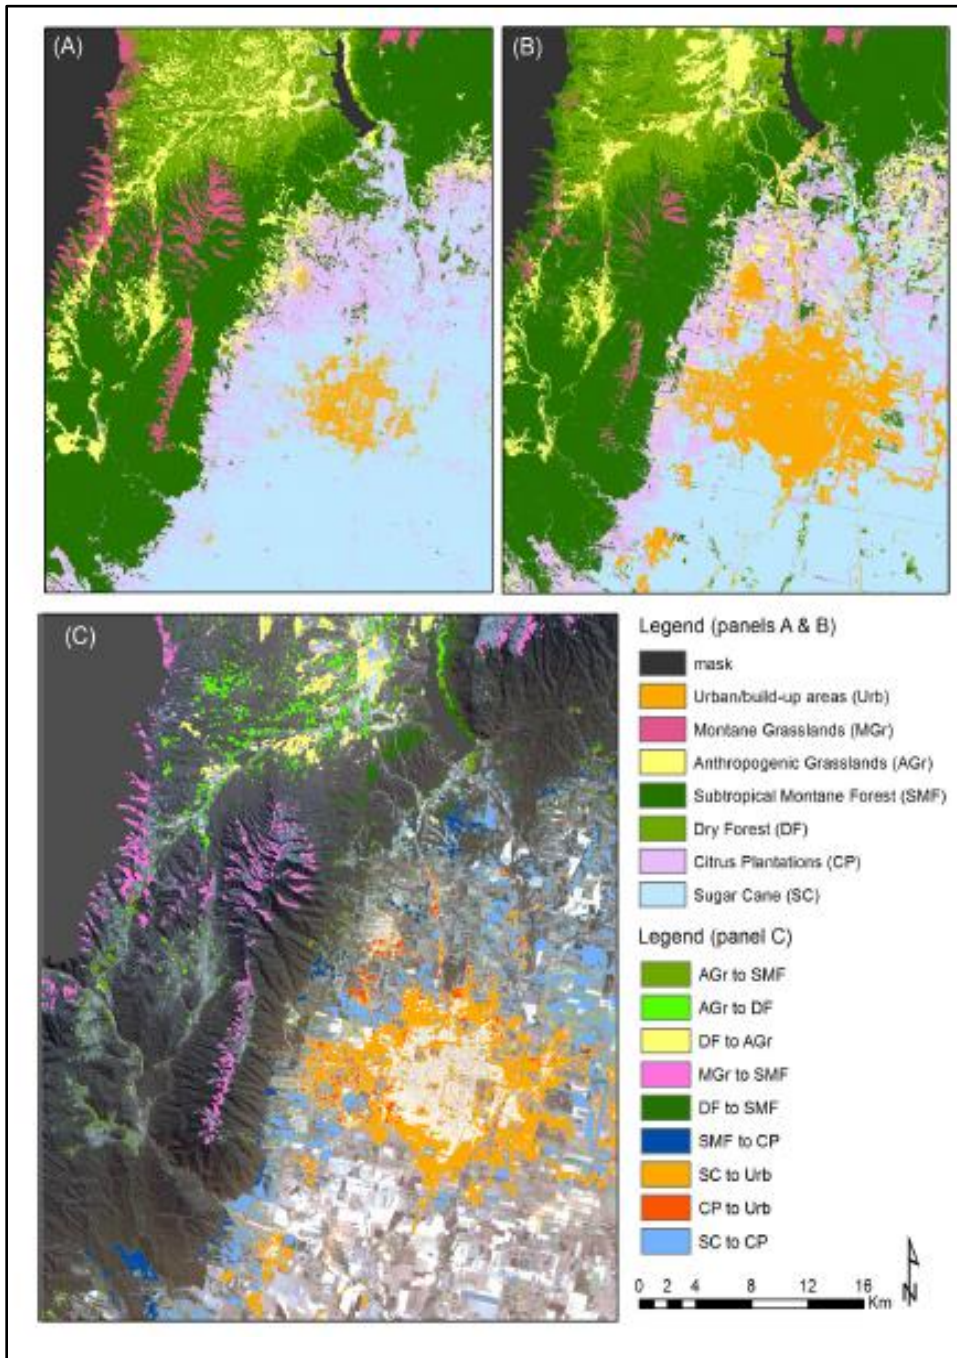 (A)
(B)
(C)
Legend (panels A & B)
mask
Urban/build-up areas (Urb)
Montane Grasslands (MGr)
Anthropogenic Grasslands (AGr)
Subtropical Montane Forest (SMF)
Dry Forest (DF)
Citrus Plantations (CP)
Sugar Cane (SC)
Legend (panel C)
AGr to SMF
AGr to DF
DF to AGr
MGr to SMF
DF to SMF
SMF to CP
SC to Urb
CP to Urb
SC to CP
0 2 4 8 12 16
Km
N